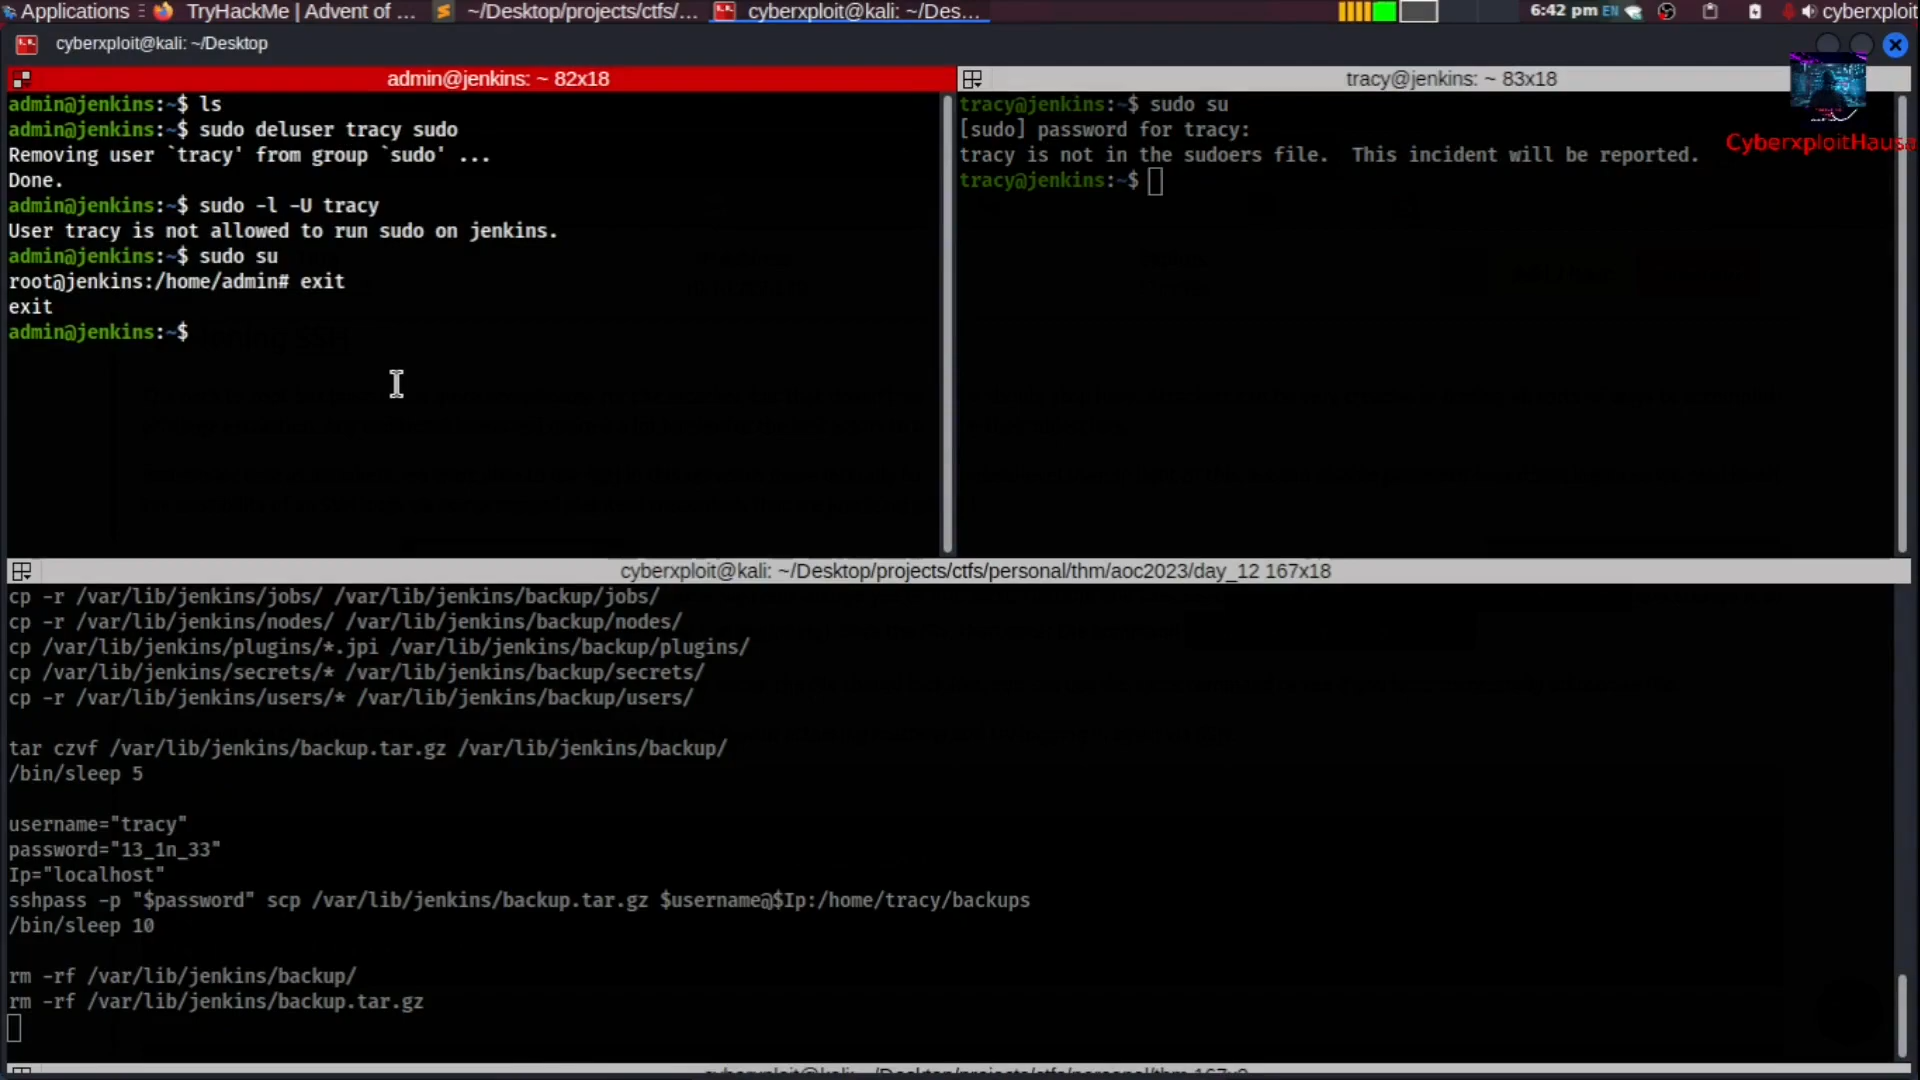 Applications
TryHackMe | Advent of ...
~/Desktop/projects/ctfs/...
cyberxploit@kali: ~/Des...
6:42 pm EN
cyberxploit
cyberxploit@kali: ~/Desktop
admin@jenkins: ~ 82x18
admin@jenkins:~$ ls
admin@jenkins:~$ sudo deluser tracy sudo
Removing user `tracy' from group `sudo' ...
Done.
admin@jenkins:~$ sudo -l -U tracy
User tracy is not allowed to run sudo on jenkins.
admin@jenkins:~$ sudo su
root@jenkins:/home/admin# exit
exit
admin@jenkins:~$
tracy@jenkins: ~ 83x18
tracy@jenkins:~$ sudo su
[sudo] password for tracy:
tracy is not in the sudoers file.  This incident will be reported.
tracy@jenkins:~$
CyberxploitHausa
cyberxploit@kali: ~/Desktop/projects/ctfs/personal/thm/aoc2023/day_12 167x18
cp -r /var/lib/jenkins/jobs/ /var/lib/jenkins/backup/jobs/
cp -r /var/lib/jenkins/nodes/ /var/lib/jenkins/backup/nodes/
cp /var/lib/jenkins/plugins/*.jpi /var/lib/jenkins/backup/plugins/
cp /var/lib/jenkins/secrets/* /var/lib/jenkins/backup/secrets/
cp -r /var/lib/jenkins/users/* /var/lib/jenkins/backup/users/
tar czvf /var/lib/jenkins/backup.tar.gz /var/lib/jenkins/backup/
/bin/sleep 5
username="tracy"
password="13_1n_33"
Ip="localhost"
sshpass -p "$password" scp /var/lib/jenkins/backup.tar.gz $username@$Ip:/home/tracy/backups
/bin/sleep 10
rm -rf /var/lib/jenkins/backup/
rm -rf /var/lib/jenkins/backup.tar.gz